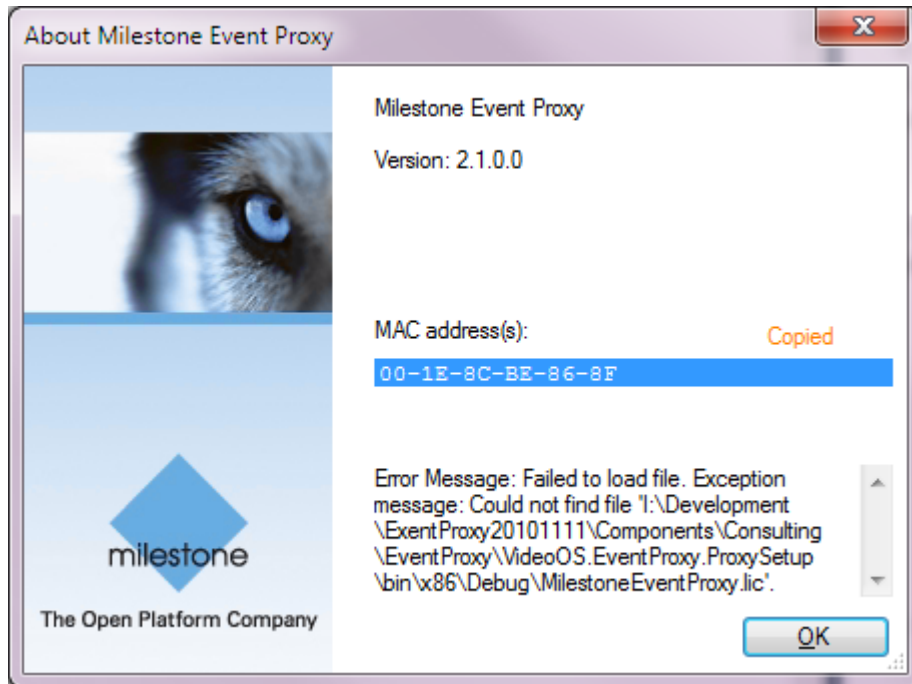 About Milestone Event Proxy
Milestone Event Proxy
Version: 2.1.0.0
MAC address(s):
Copied
00-1E-8C-BE-86-8F
Error Message: Failed to load file. Exception
message: Could not find file 'I:\Development
\ExentProxy20101111\Components\Consulting
\EventProxy\\VideoOS.EventProxy.ProxySetup
\bin\x86\Debug\MilestoneEventProxy.lic'.
milestone
The Open Platform Company
OK